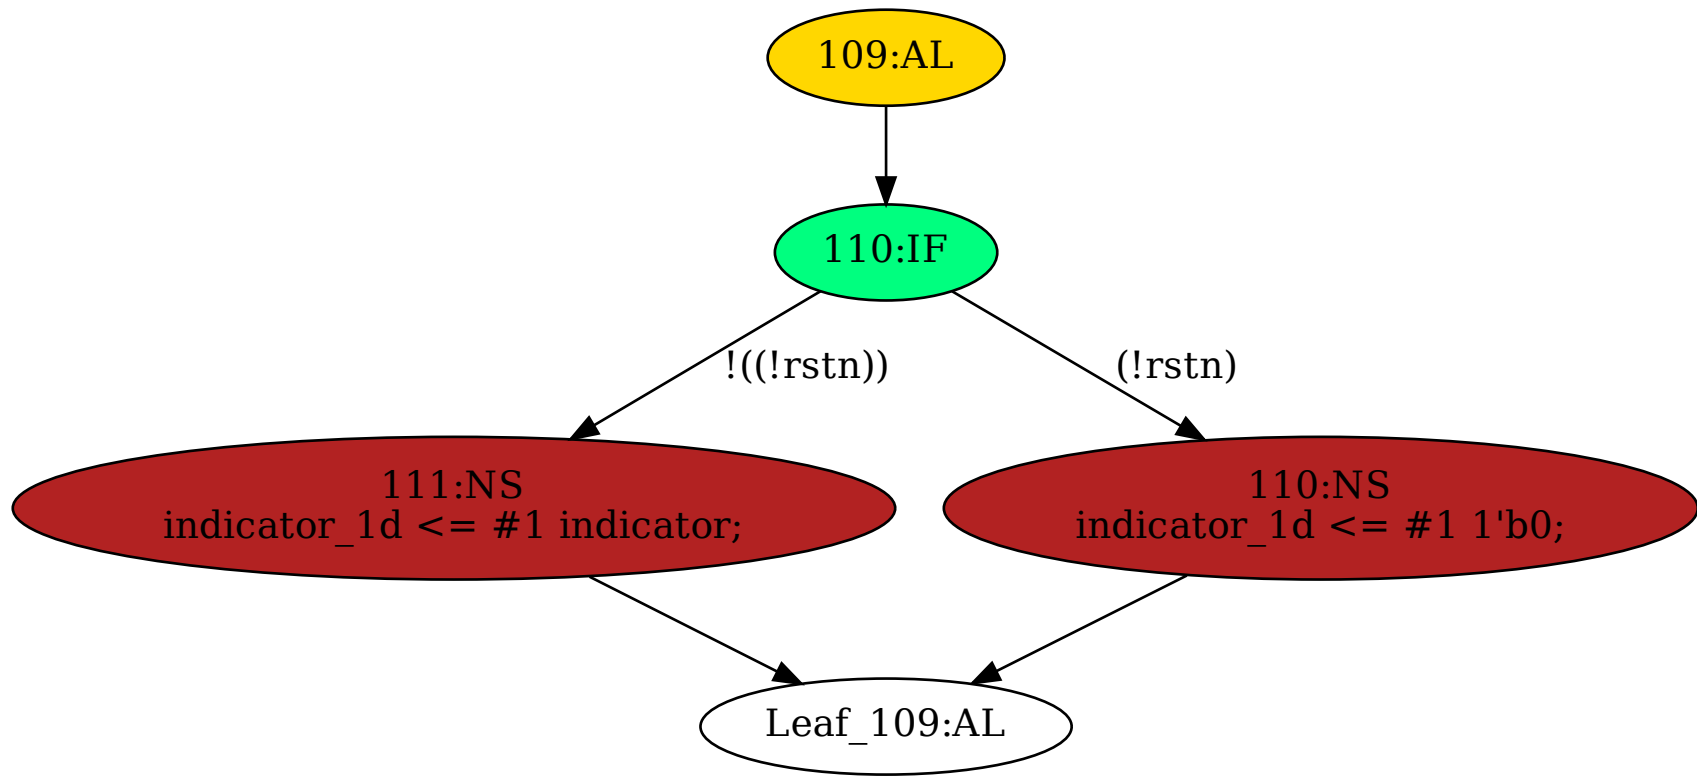 109:AL
110:IF
!((!rstn))
(!rstn)
111:NS
indicator_1d <= #1 indicator;
110:NS
indicator_1d <= #1 1'b0;
Leaf_109:AL